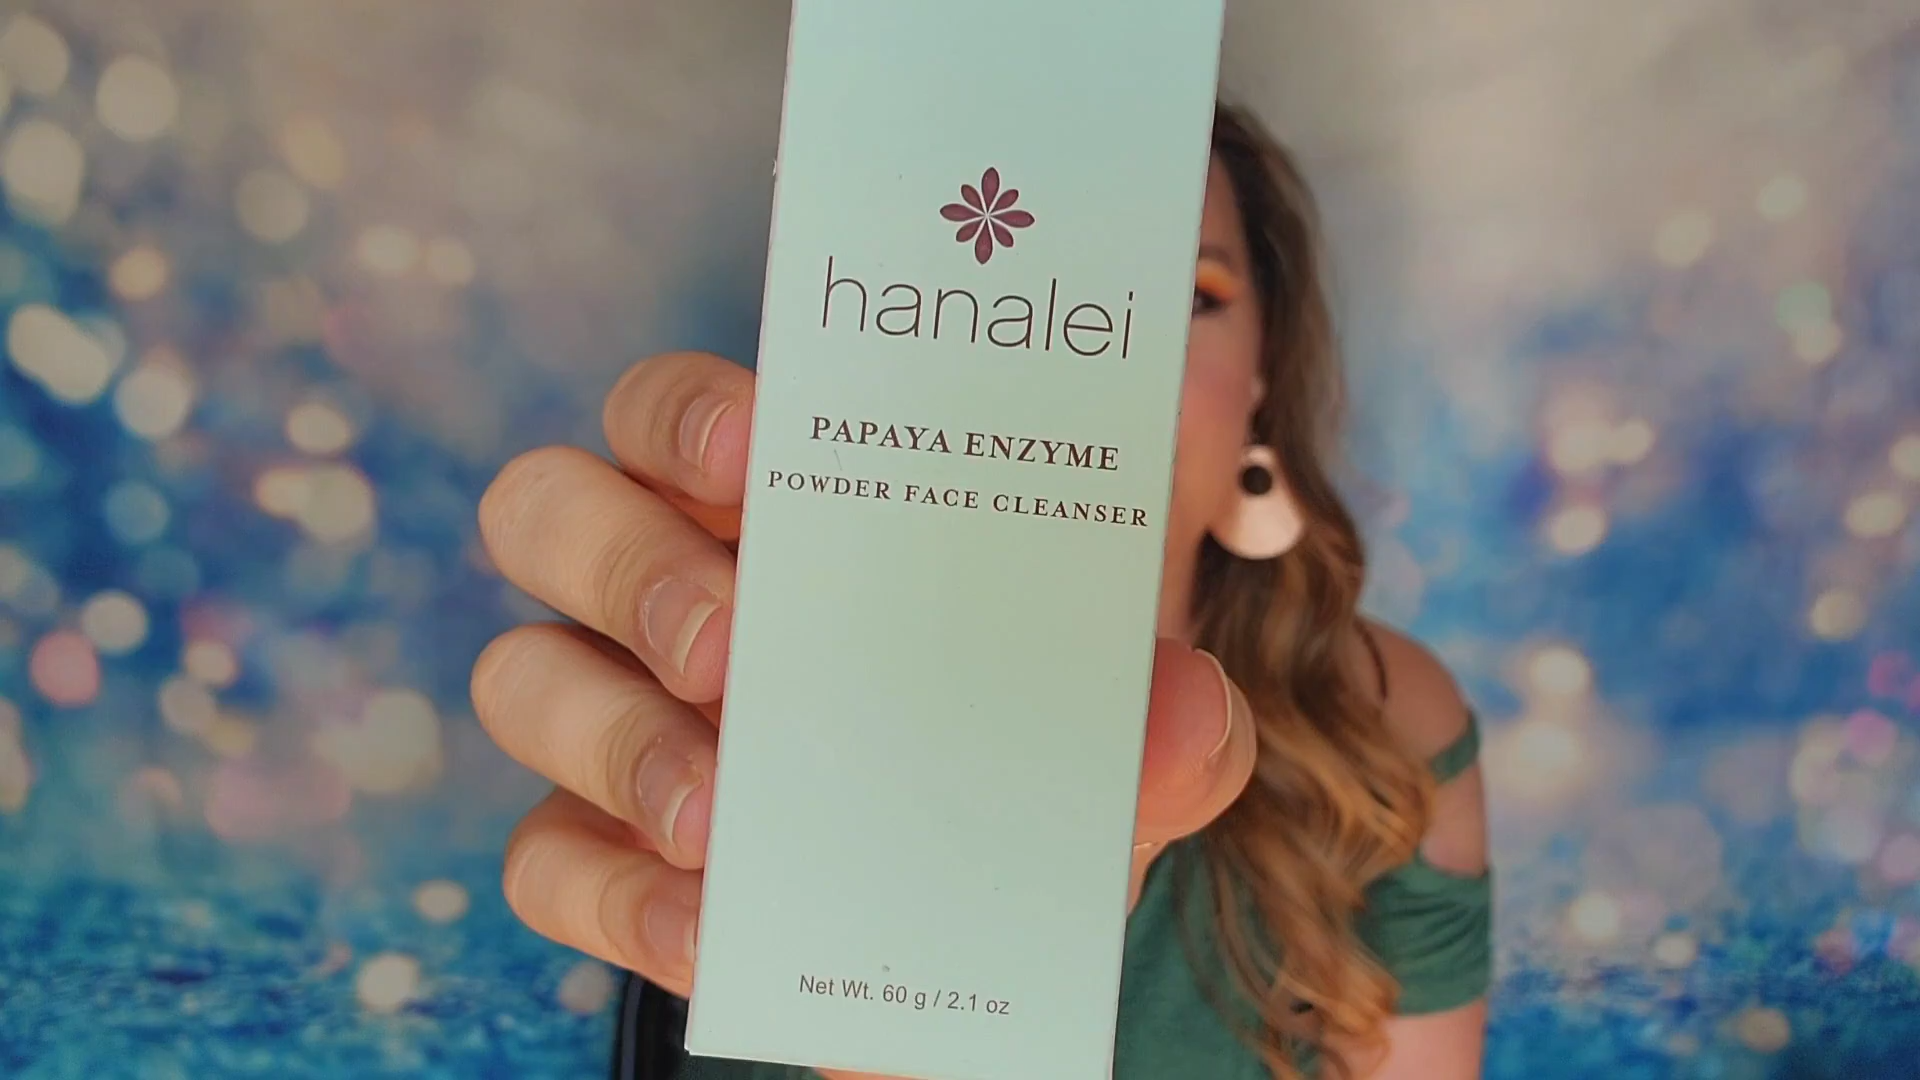 hanalei
PAPAYA ENZYME
POWDER FACE CLEANSER
Net Wt. 60 g / 2.1 oz